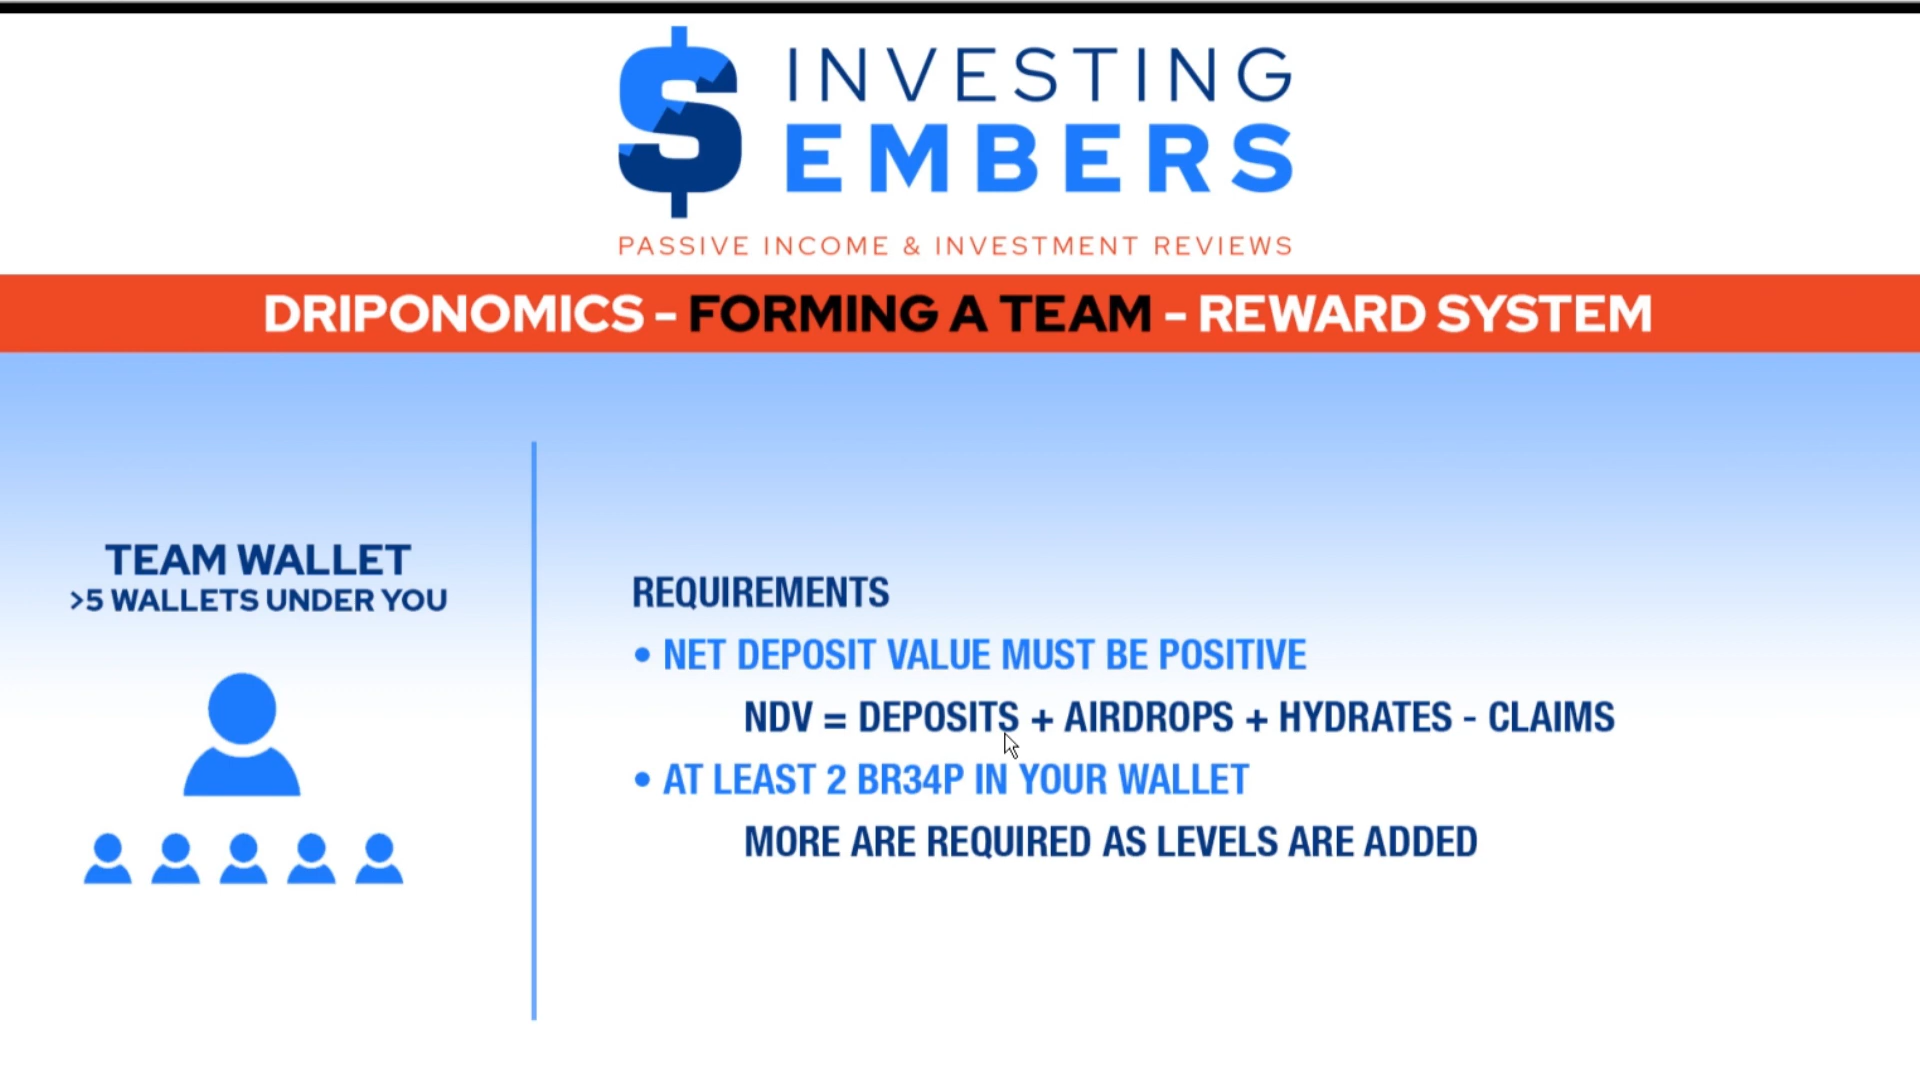 INVESTING
EMBERS
PASSIVE INCOME & INVESTMENT REVIEWS
DRIPONOMICS - FORMING A TEAM - REWARD SYSTEM
TEAM WALLET
>5 WALLETS UNDER YOU
REQUIREMENTS
• NET DEPOSIT VALUE MUST BE POSITIVE
NDV = DEPOSITS + AIRDROPS + HYDRATES - CLAIMS
• AT LEAST 2 BR34P IN YOUR WALLET
MORE ARE REQUIRED AS LEVELS ARE ADDED